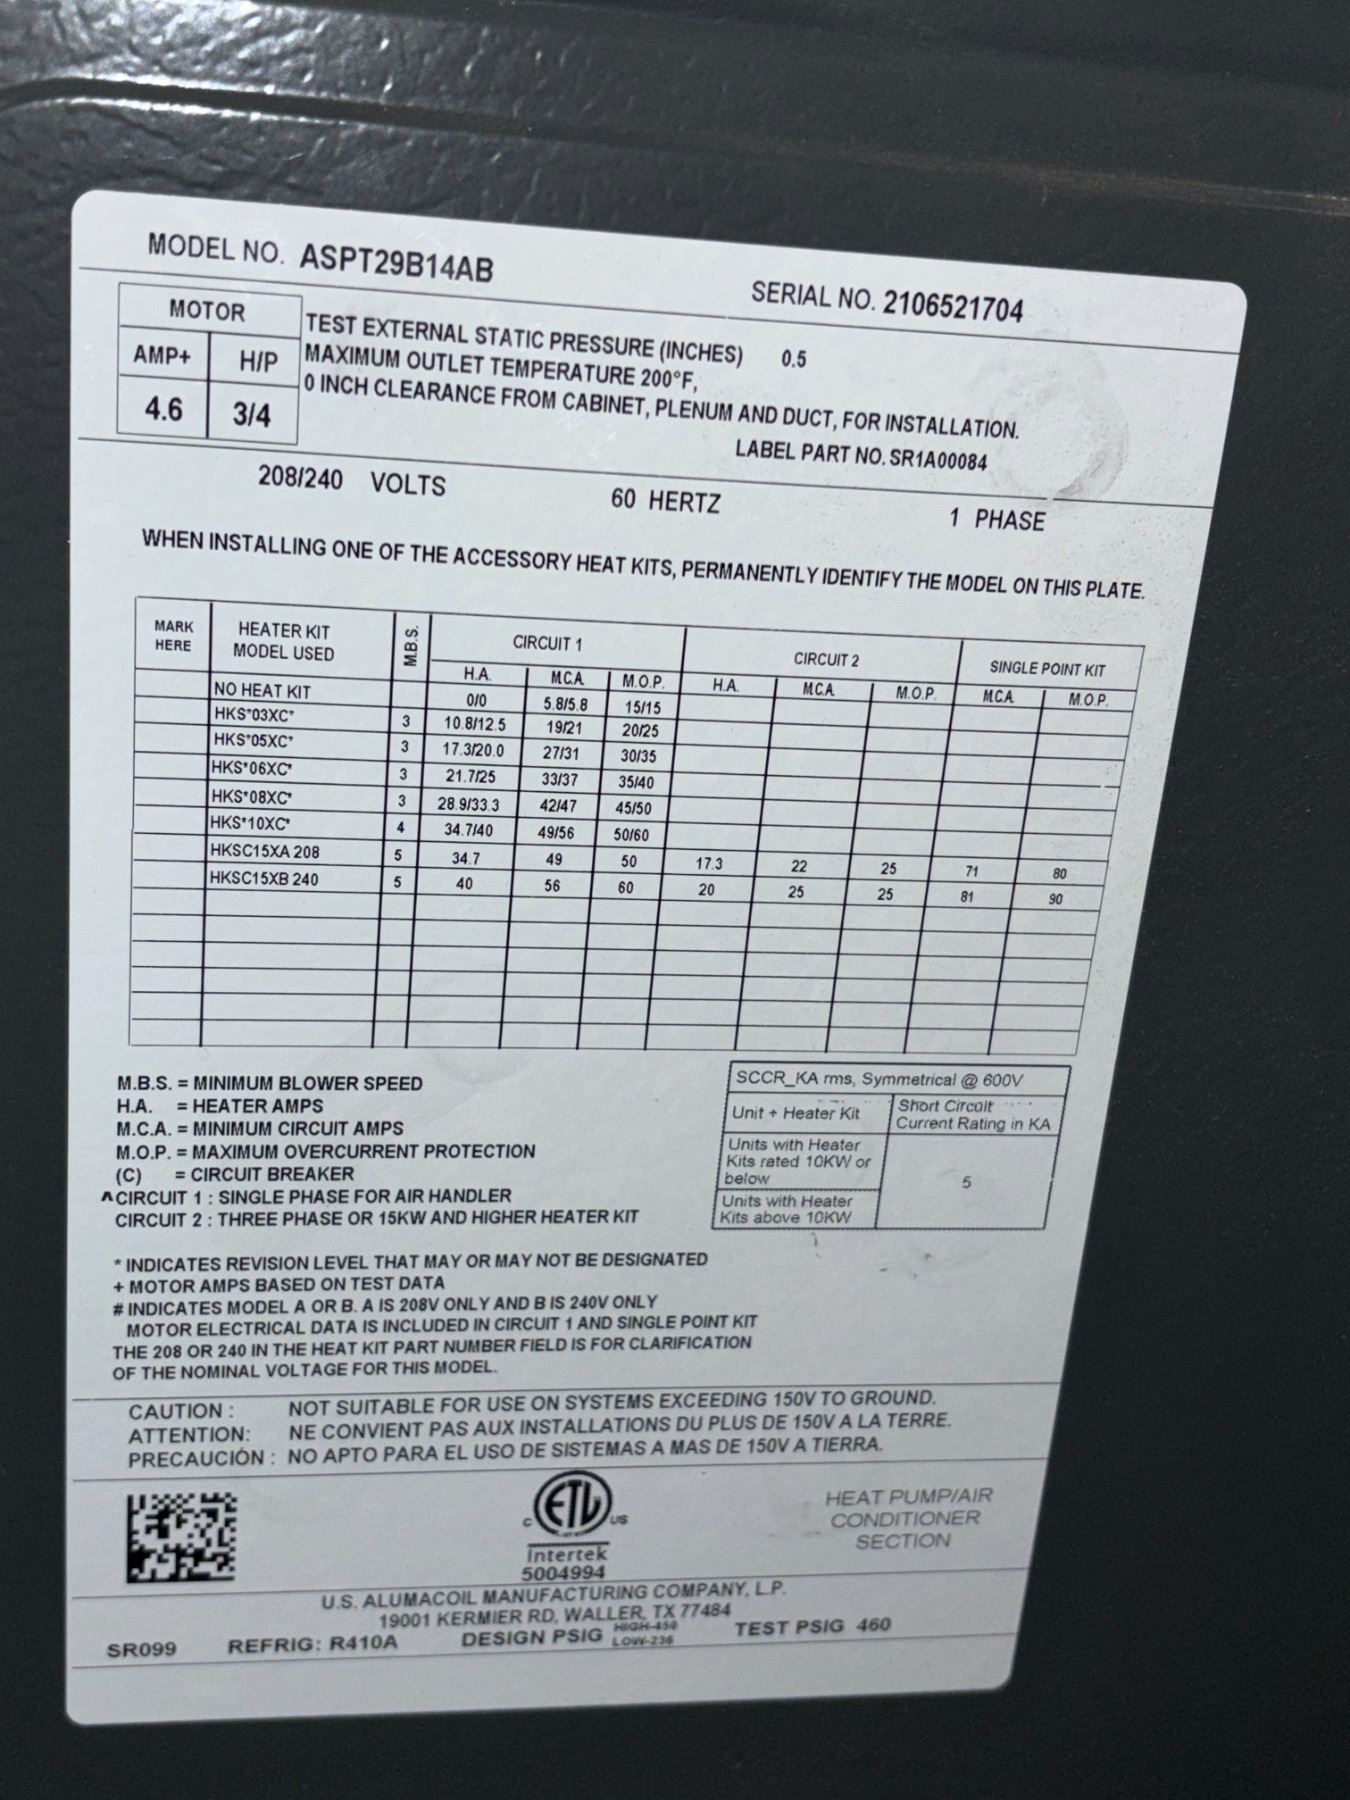 MODEL NO. ASPT29B14AB
SERIAL NO. 2106521704
MOTOR
AMP+ H/P
4.6 3/4
TEST EXTERNAL STATIC PRESSURE (INCHES) 0.5
MAXIMUM OUTLET TEMPERATURE 200°F,
0 INCH CLEARANCE FROM CABINET, PLENUM AND DUCT, FOR INSTALLATION.
LABEL PART NO. SR1A00084
208/240 VOLTS 60 HERTZ 1 PHASE
WHEN INSTALLING ONE OF THE ACCESSORY HEAT KITS, PERMANENTLY IDENTIFY THE MODEL ON THIS PLATE.
MARK HERE HEATER KIT MODEL USED M.B.S. CIRCUIT 1 CIRCUIT 2 SINGLE POINT KIT
H.A. M.C.A. M.O.P. H.A. M.C.A. M.O.P. M.C.A. M.O.P.
NO HEAT KIT 0/0 5.8/5.8 15/15
HKS*03XC* 3 10.8/12.5 19/21 20/25
HKS*05XC* 3 17.3/20.0 27/31 30/35
HKS*06XC* 3 21.7/25 33/37 35/40
HKS*08XC* 3 28.9/33.3 42/47 45/50
HKS*10XC* 4 34.7/40 49/56 50/60
HKSC15XA 208 5 34.7 49 50 17.3 22 25 71 80
HKSC15XB 240 5 40 56 60 20 25 25 81 90
M.B.S. = MINIMUM BLOWER SPEED
H.A. = HEATER AMPS
M.C.A. = MINIMUM CIRCUIT AMPS
M.O.P. = MAXIMUM OVERCURRENT PROTECTION
(C) = CIRCUIT BREAKER
^CIRCUIT 1 : SINGLE PHASE FOR AIR HANDLER
CIRCUIT 2 : THREE PHASE OR 15KW AND HIGHER HEATER KIT
SCCR_KA rms, Symmetrical @ 600V
Unit + Heater Kit
Short Circuit
Current Rating in KA
Units with Heater
Kits rated 10KW or
below
5
Units with Heater
Kits above 10KW
* INDICATES REVISION LEVEL THAT MAY OR MAY NOT BE DESIGNATED
+ MOTOR AMPS BASED ON TEST DATA
# INDICATES MODEL A OR B. A IS 208V ONLY AND B IS 240V ONLY
MOTOR ELECTRICAL DATA IS INCLUDED IN CIRCUIT 1 AND SINGLE POINT KIT
THE 208 OR 240 IN THE HEAT KIT PART NUMBER FIELD IS FOR CLARIFICATION
OF THE NOMINAL VOLTAGE FOR THIS MODEL.
CAUTION : NOT SUITABLE FOR USE ON SYSTEMS EXCEEDING 150V TO GROUND.
ATTENTION: NE CONVIENT PAS AUX INSTALLATIONS DU PLUS DE 150V A LA TERRE.
PRECAUCIÓN : NO APTO PARA EL USO DE SISTEMAS A MAS DE 150V A TIERRA.
C ETL US
Intertek
5004994
HEAT PUMP/AIR
CONDITIONER
SECTION
U.S. ALUMACOIL MANUFACTURING COMPANY, L.P.
19001 KERMIER RD, WALLER, TX 77484
SR099 REFRIG: R410A DESIGN PSIG HIGH-450 LOW-236 TEST PSIG 460